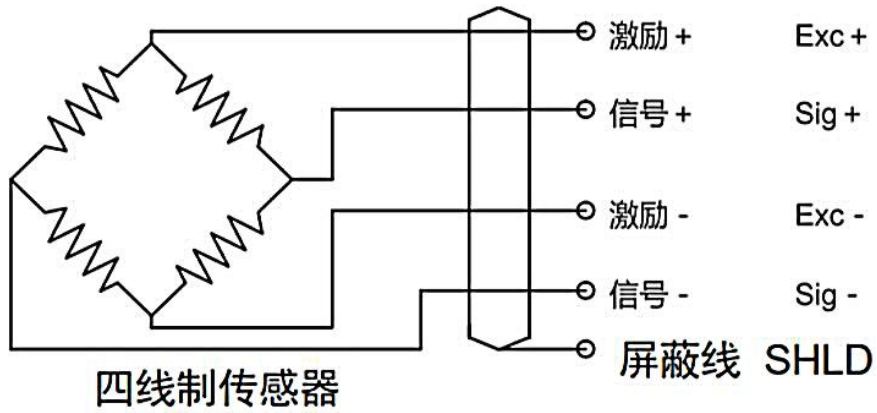 激励 + Exc +
信号 + Sig +
激励 - Exc -
信号 - Sig -
屏蔽线 SHLD
四线制传感器